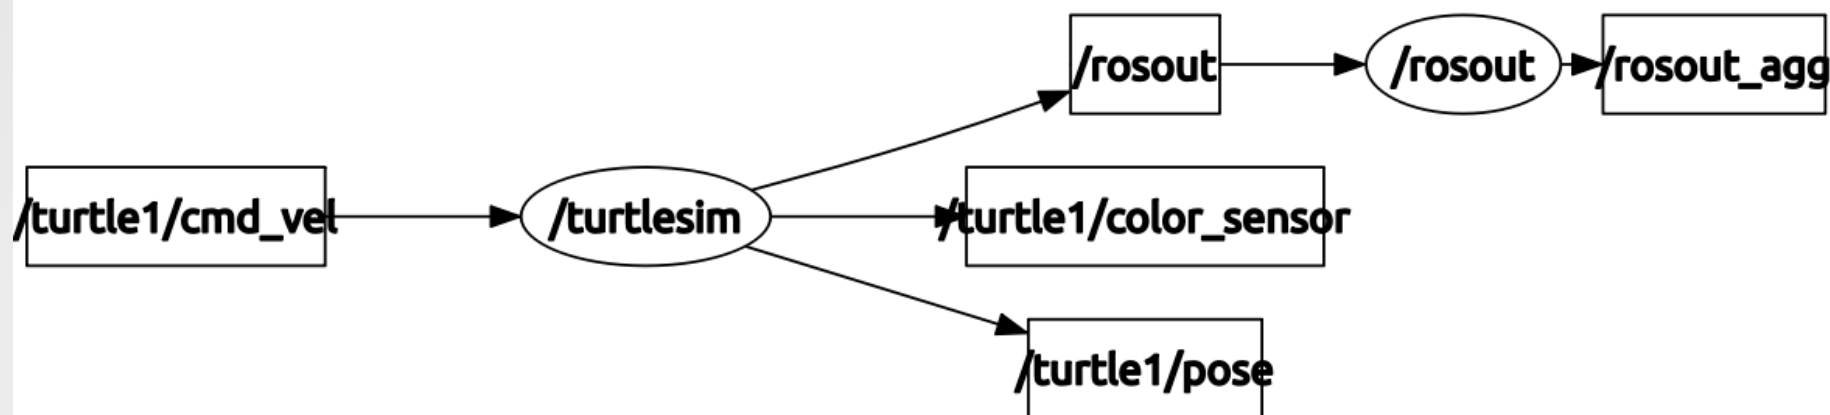 /rosout
/rosout
/rosout_agg
/turtle1/cmd_vel
/turtlesim
/turtle1/color_sensor
/turtle1/pose